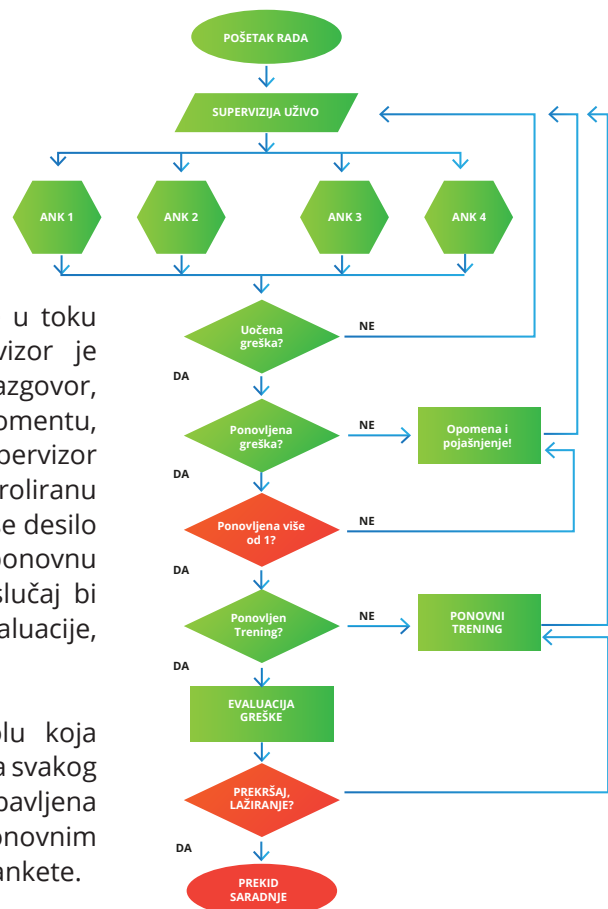 POŠETAK RADA
SUPERVIZIJA UŽIVO
ANK 1
ANK 2
ANK 3
ANK 4
Uočena
greška?
NE
DA
Ponovljena
greška?
NE
Opomena i
pojašnjenje!
DA
Ponovljena više
od 1?
NE
DA
Ponovljen
Trening?
NE
PONOVNI
TRENING
DA
EVALUACIJA
GREŠKE
PREKRŠAJ,
LAŽIRANJE?
DA
PREKID
SARADNJE
u toku
vizor je
azgovor,
omentu,
pervizor
roliranu
se desilo
ponovnu
slučaj bi
aluacije,
olu koja
a svakog
bavljena
onovnim
ankete.